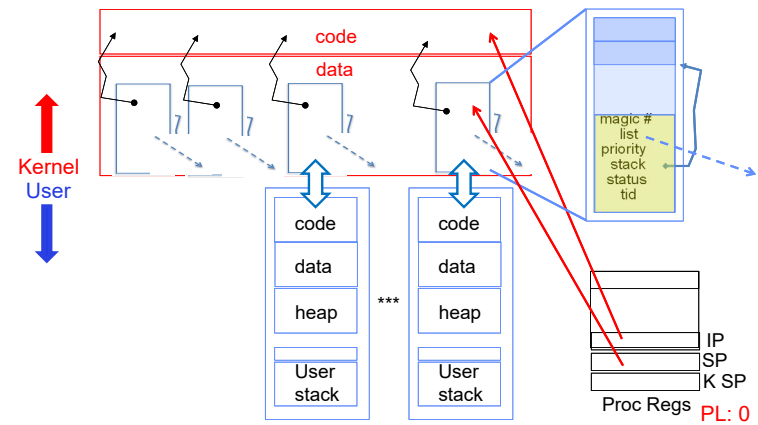 code
data
magic #
list
priority
stack
status
tid
Kernel
User
code
data
heap
User
stack
***
code
data
heap
User
stack
IP
SP
K SP
Proc Regs
PL: 0